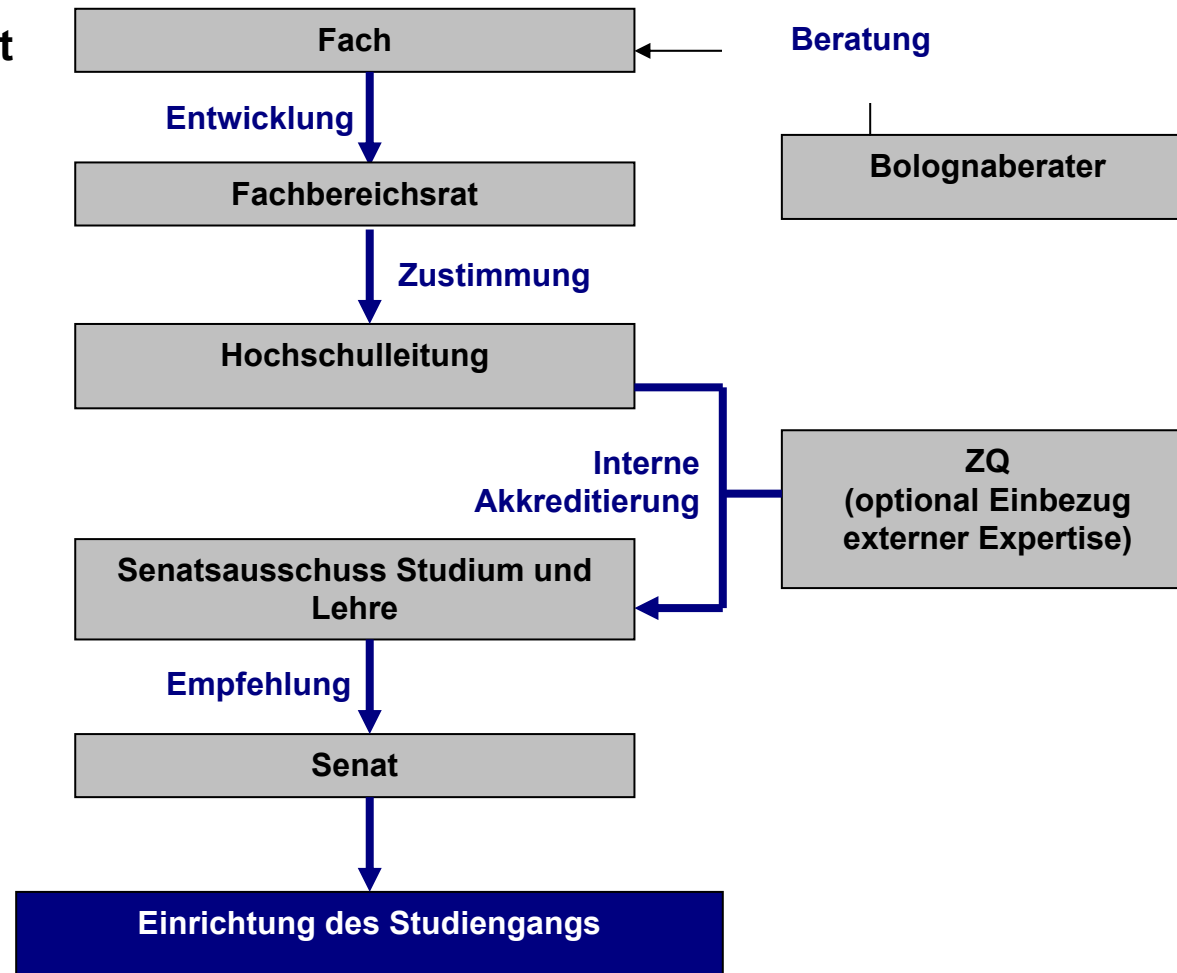 t
Fach
Beratung
Entwicklung
Bolognaberater
Fachbereichsrat
Zustimmung
Hochschulleitung
Interne
Akkreditierung
ZQ
(optional Einbezug
externer Expertise)
Senatsausschuss Studium und
Lehre
Empfehlung
Senat
Einrichtung des Studiengangs